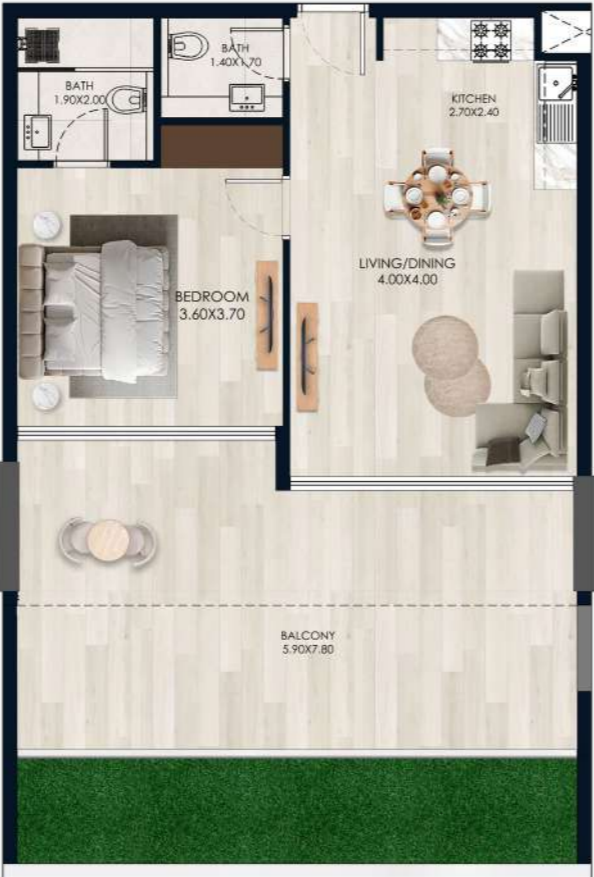 BATH
1.40X1.70
BATH
1.90X2.00
KITCHEN
2.70X2.40
LIVING/DINING
4.00X4.00
BEDROOM
3.60X3.70
BALCONY
5.90X7.80